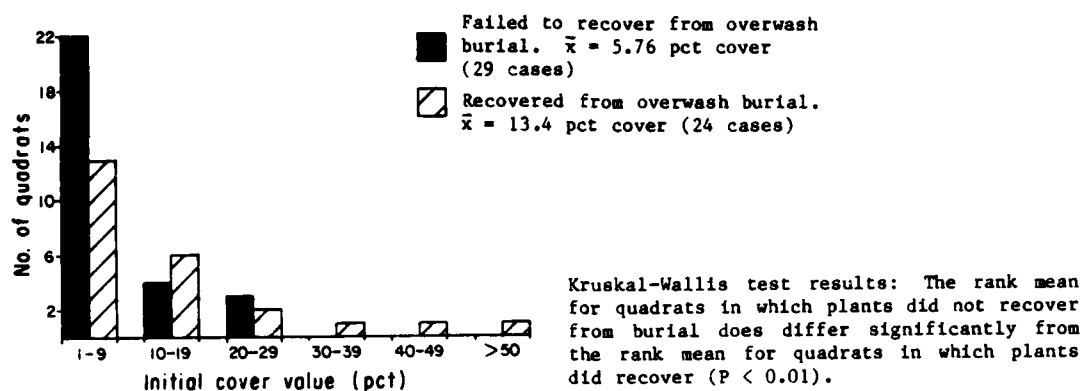 Failed to recover from overwash
burial. x̄ = 5.76 pct cover
(29 cases)
Recovered from overwash burial.
x̄ = 13.4 pct cover (24 cases)
No. of quadrats
22
18
14
10
6
2
1-9
10-19
20-29
30-39
40-49
>50
Initial cover value (pct)
Kruskal-Wallis test results: The rank mean
for quadrats in which plants did not recover
from burial does differ significantly from
the rank mean for quadrats in which plants
did recover (P < 0.01).